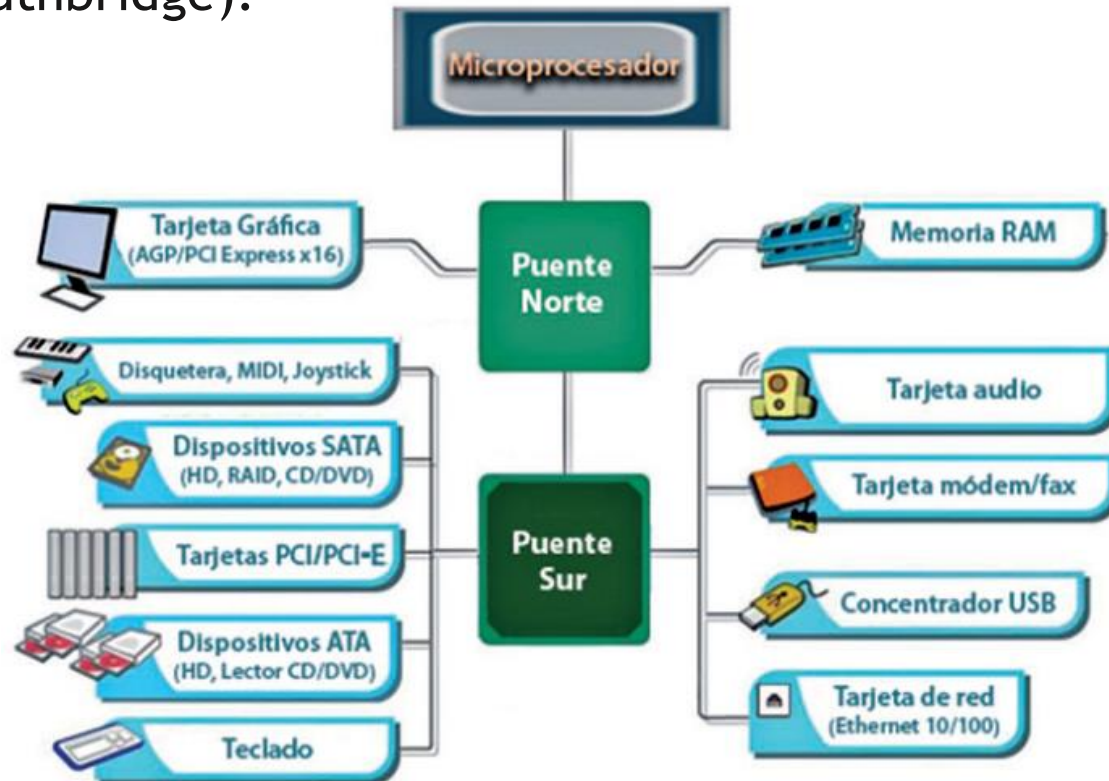 Microprocesador
Tarjeta Gráfica
(AGP/PCI Express x16)
Puente
Norte
Memoria RAM
Disquetera, MIDI, Joystick
Dispositivos SATA
(HD, RAID, CD/DVD)
Tarjetas PCI/PCI-E
Dispositivos ATA
(HD, Lector CD/DVD)
Teclado
Puente
Sur
Tarjeta audio
Tarjeta módem/fax
Concentrador USB
Tarjeta de red
(Ethernet 10/100)